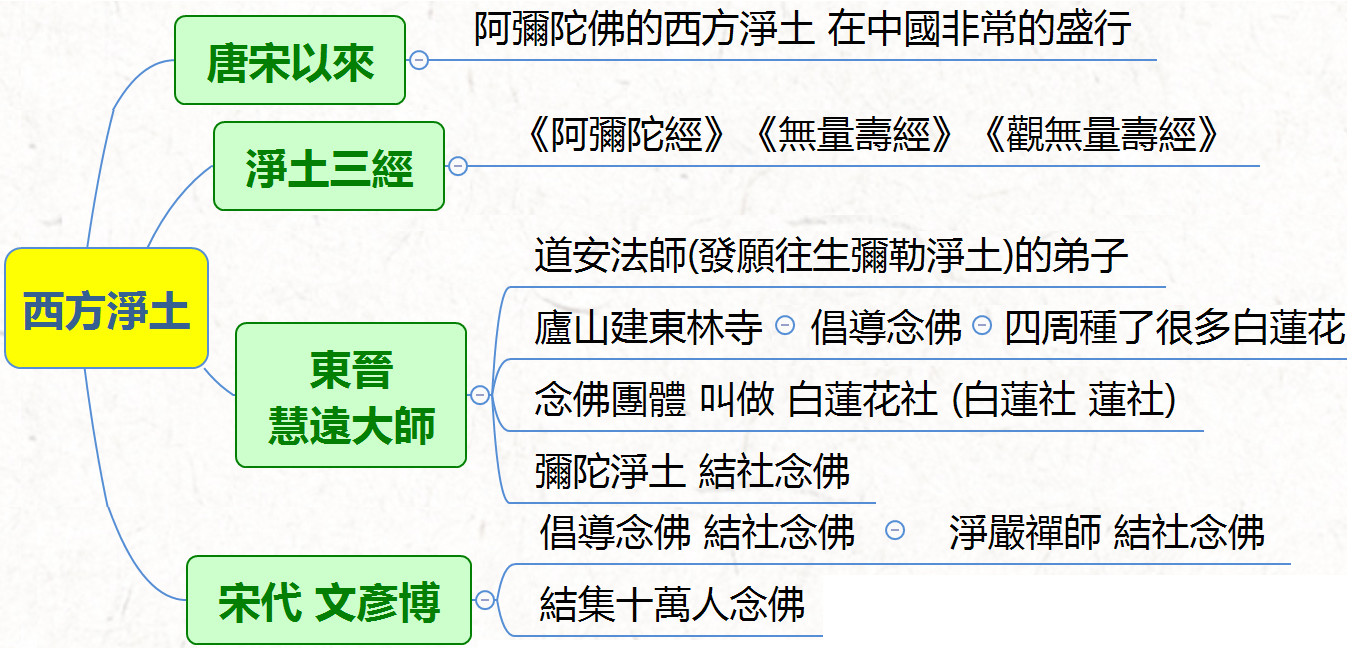 唐宋以來
阿彌陀佛的西方淨土 在中國非常的盛行
淨土三經
《阿彌陀經》《無量壽經》《觀無量壽經》
西方淨土
東晉
慧遠大師
道安法師(發願往生彌勒淨土)的弟子
廬山建東林寺 倡導念佛 四周種了很多白蓮花
念佛團體 叫做 白蓮花社 (白蓮社 蓮社)
彌陀淨土 結社念佛
宋代 文彥博
倡導念佛 結社念佛 淨嚴禪師 結社念佛
結集十萬人念佛